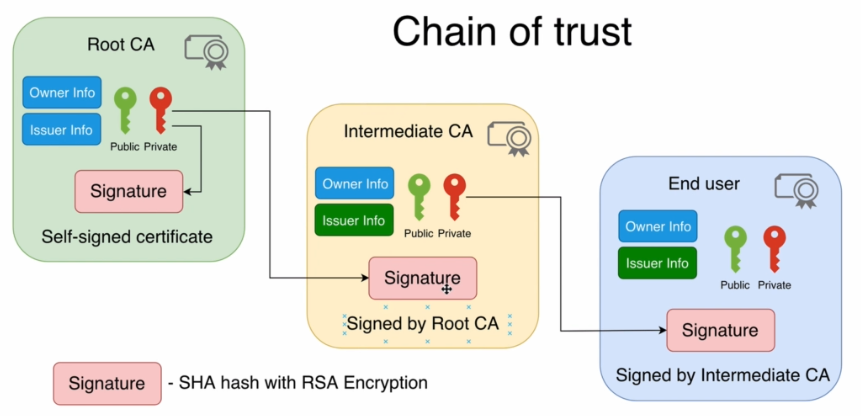 Chain of trust
Root CA
Owner Info
Issuer Info
Public Private
Signature
Self-signed certificate
Intermediate CA
Owner Info
Issuer Info
Public Private
Signature
Signed by Root CA
End user
Owner Info
Issuer Info
Public Private
Signature
Signed by Intermediate CA
Signature - SHA hash with RSA Encryption